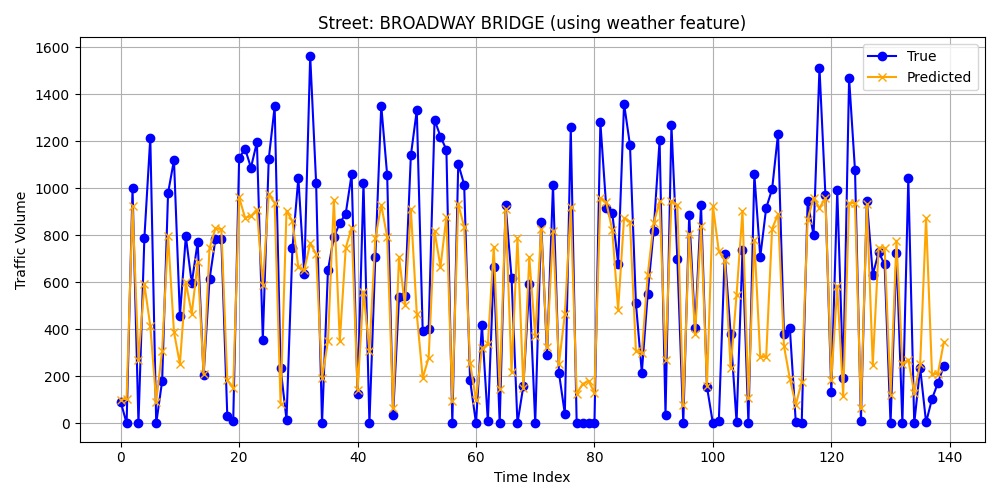 Street: BROADWAY BRIDGE (using weather feature)
True
Predicted
Traffic Volume
1600
1400
1200
1000
800
600
400
200
0
0 20 40 60 80 100 120 140
Time Index